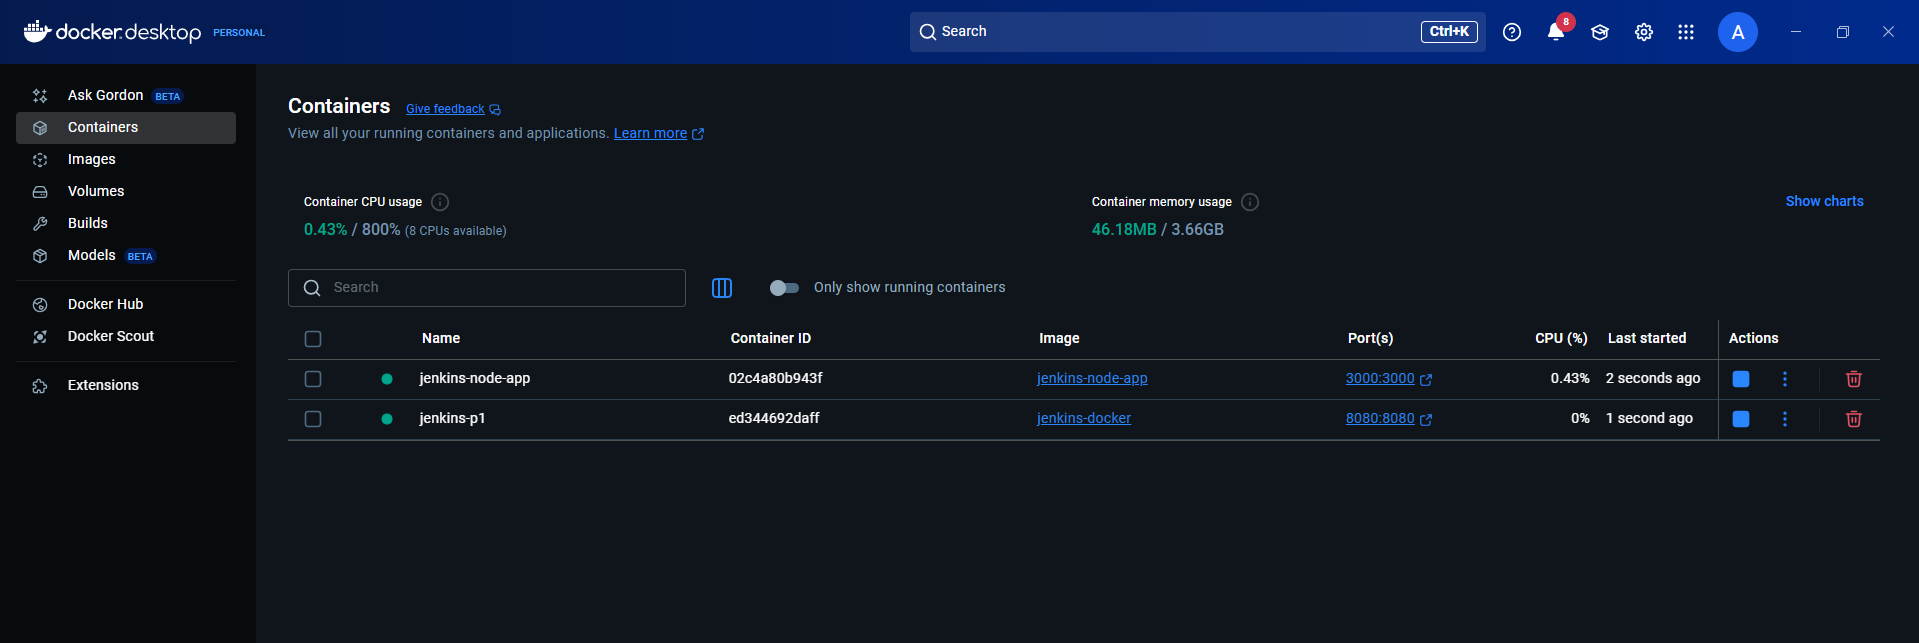 docker.desktop PERSONAL
Search Ctrl+K
8
A
Ask Gordon BETA
Containers
Images
Volumes
Builds
Models BETA
Docker Hub
Docker Scout
Extensions
Containers Give feedback
View all your running containers and applications. Learn more
Container CPU usage
0.43% / 800% (8 CPUs available)
Container memory usage
46.18MB / 3.66GB
Show charts
Search
Only show running containers
Name Container ID Image Port(s) CPU (%) Last started Actions
jenkins-node-app 02c4a80b943f jenkins-node-app 3000:3000 0.43% 2 seconds ago
jenkins-p1 ed344692daff jenkins-docker 8080:8080 0% 1 second ago